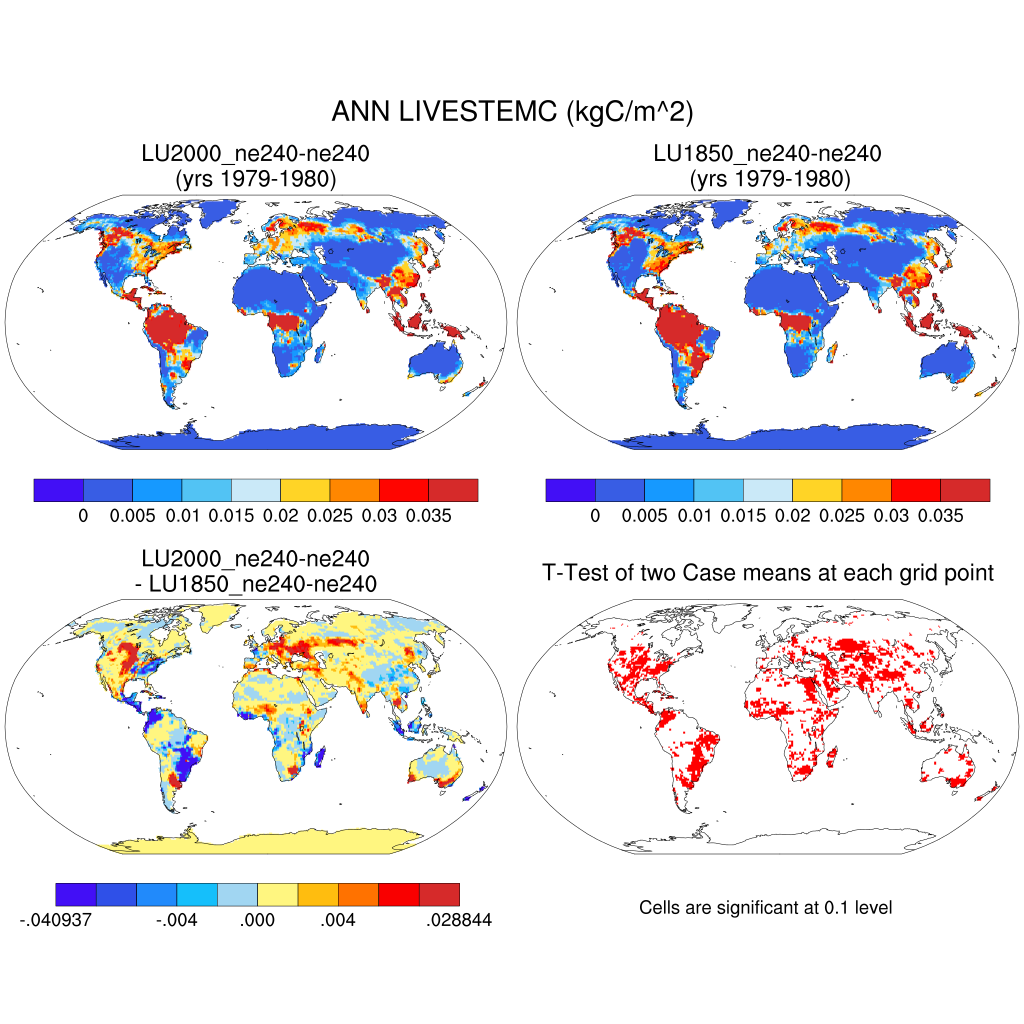 ANN LIVESTEMC (kgC/m^2)
LU2000_ne240-ne240
(yrs 1979-1980)
LU1850_ne240-ne240
(yrs 1979-1980)
0 0.005 0.01 0.015 0.02 0.025 0.03 0.035
0 0.005 0.01 0.015 0.02 0.025 0.03 0.035
LU2000_ne240-ne240
- LU1850_ne240-ne240
T-Test of two Case means at each grid point
-.040937 -.004 .000 .004 .028844
Cells are significant at 0.1 level